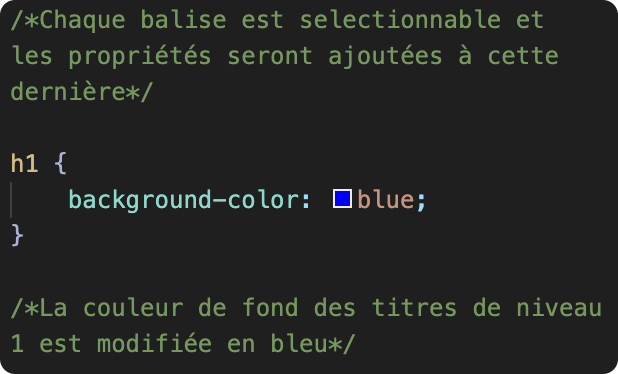 /*Chaque balise est selectionnable et
les propriétés seront ajoutées à cette
dernière*/
h1 {
background-color: blue;
}
/*La couleur de fond des titres de niveau
1 est modifiée en bleu*/